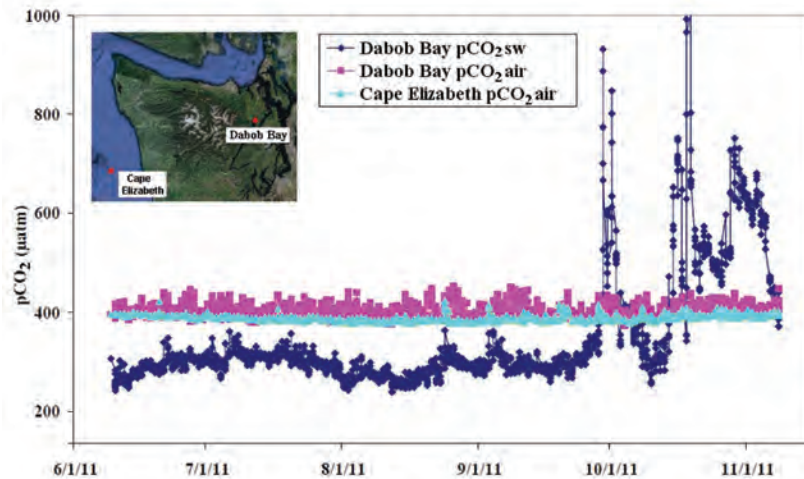 1000
800
600
400
200
pCO₂ (µatm)
Dabob Bay pCO₂ sw
Dabob Bay pCO₂ air
Cape Elizabeth pCO₂ air
Dabob Bay
Cape
Elizabeth
6/1/11 7/1/11 8/1/11 9/1/11 10/1/11 11/1/11